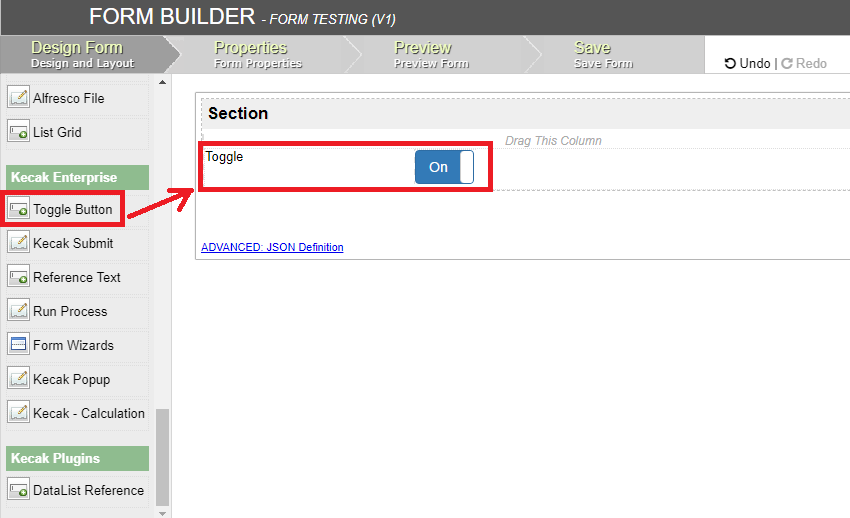 FORM BUILDER - FORM TESTING (V1)
Design Form
Design and Layout
Properties
Form Properties
Preview
Preview Form
Save
Save Form
Undo | Redo
Alfresco File
List Grid
Kecak Enterprise
Toggle Button
Kecak Submit
Reference Text
Run Process
Form Wizards
Kecak Popup
Kecak - Calculation
Kecak Plugins
DataList Reference
Section
Drag This Column
Toggle
On
ADVANCED: JSON Definition